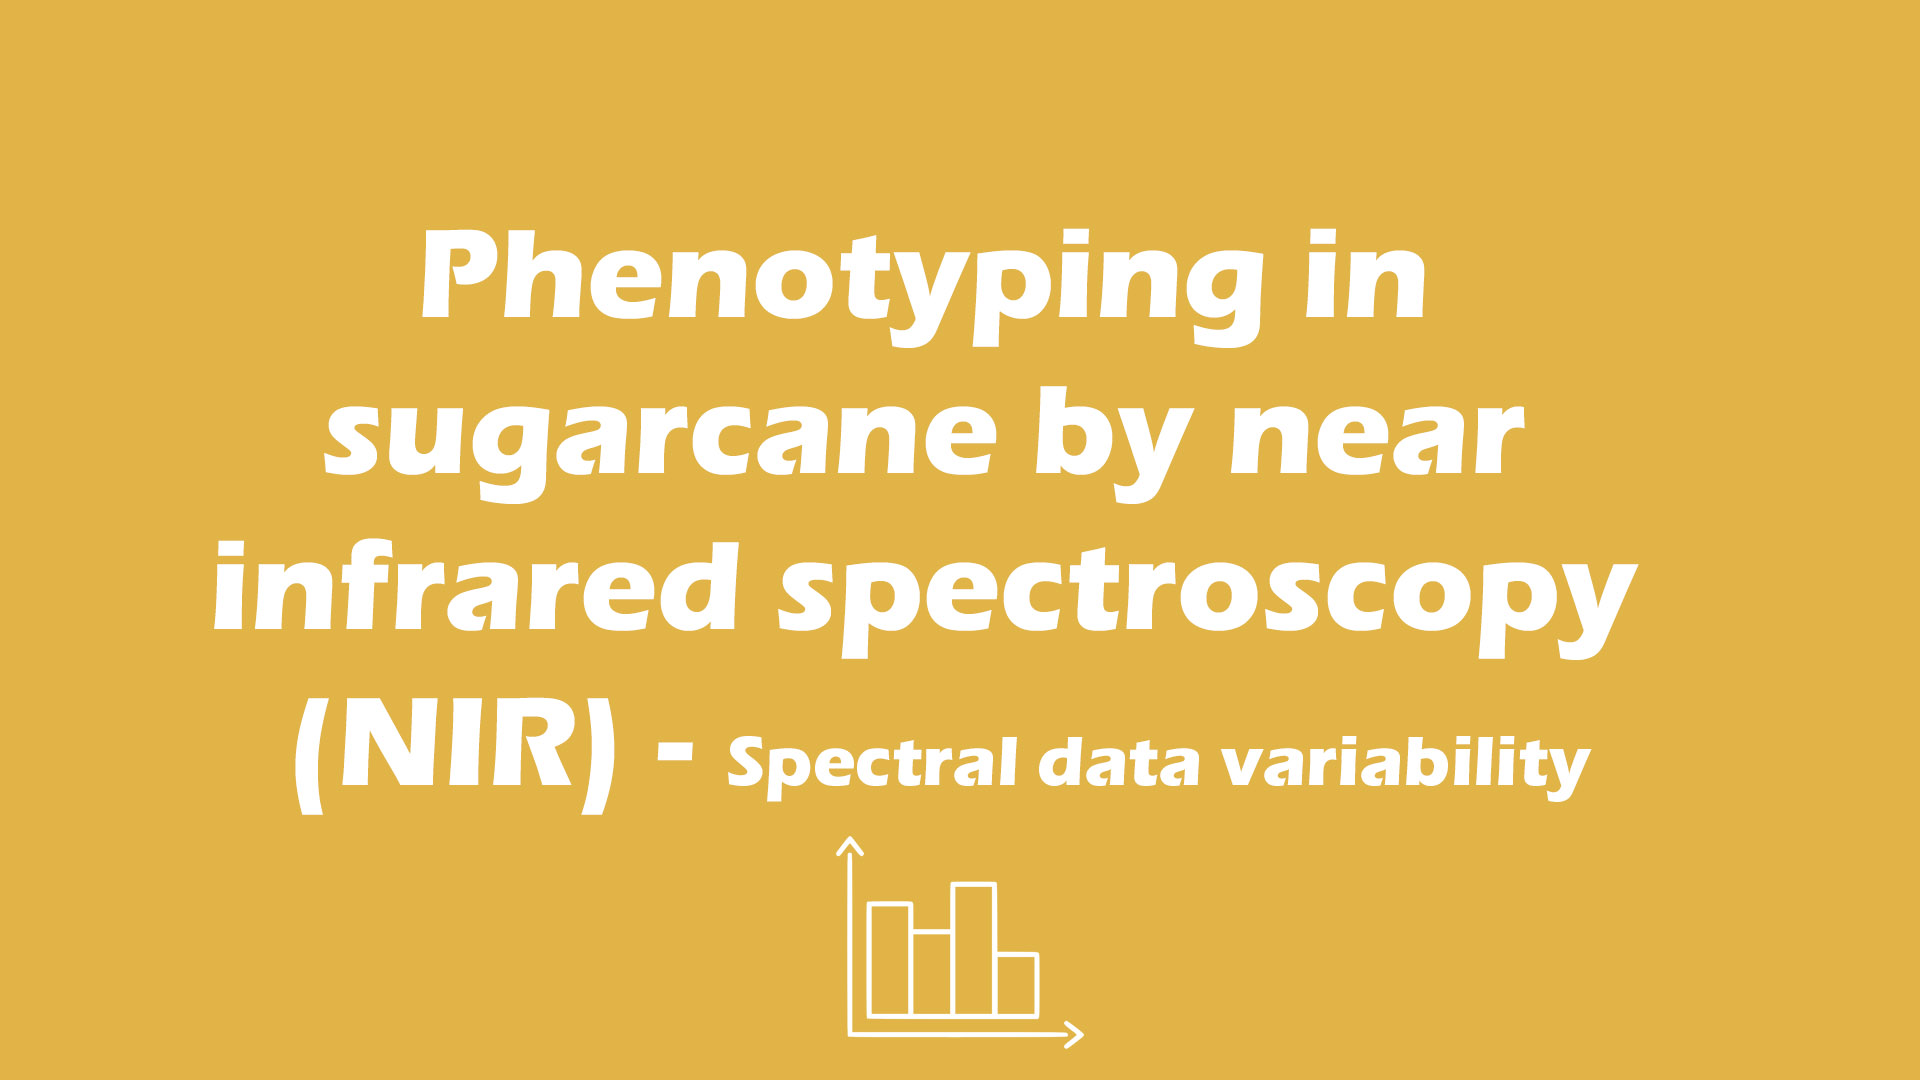 Phenotyping in
sugarcane by near
infrared spectroscopy
(NIR) - Spectral data variability